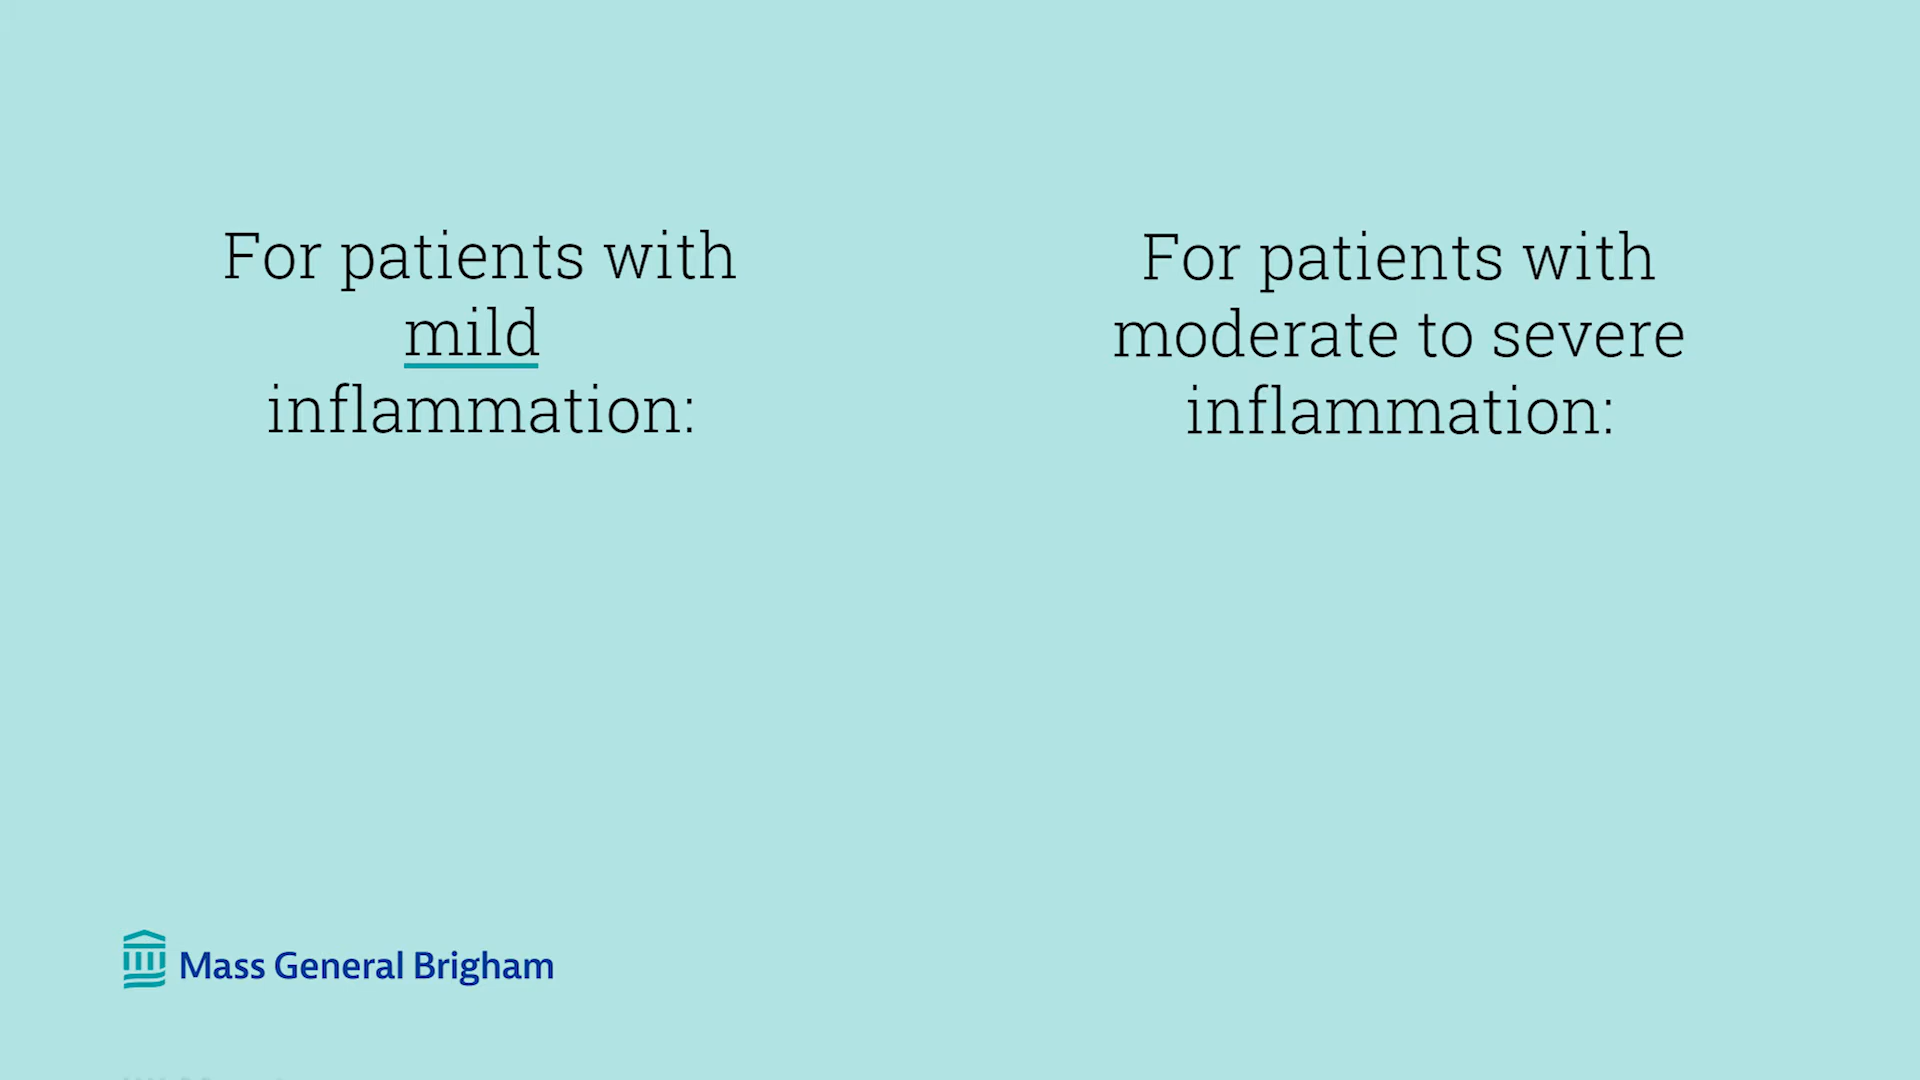 For patients with
mild
inflammation:
For patients with
moderate to severe
inflammation:
Mass General Brigham